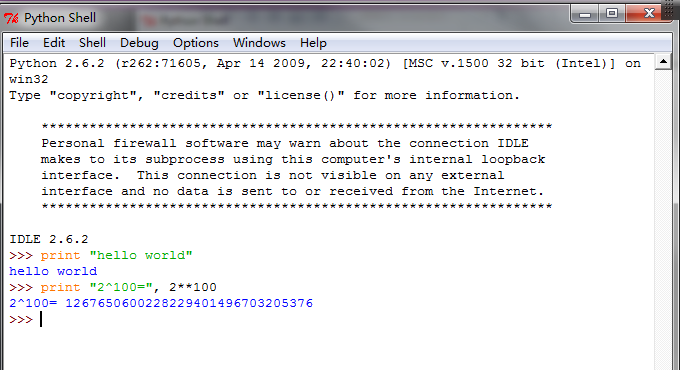 Python Shell
File Edit Shell Debug Options Windows Help
Python 2.6.2 (r262:71605, Apr 14 2009, 22:40:02) [MSC v.1500 32 bit (Intel)] on
win32
Type "copyright", "credits" or "license()" for more information.
****************************************************************
Personal firewall software may warn about the connection IDLE
makes to its subprocess using this computer's internal loopback
interface.  This connection is not visible on any external
interface and no data is sent to or received from the Internet.
****************************************************************
IDLE 2.6.2
>>> print "hello world"
hello world
>>> print "2^100=", 2**100
2^100= 1267650600228229401496703205376
>>>